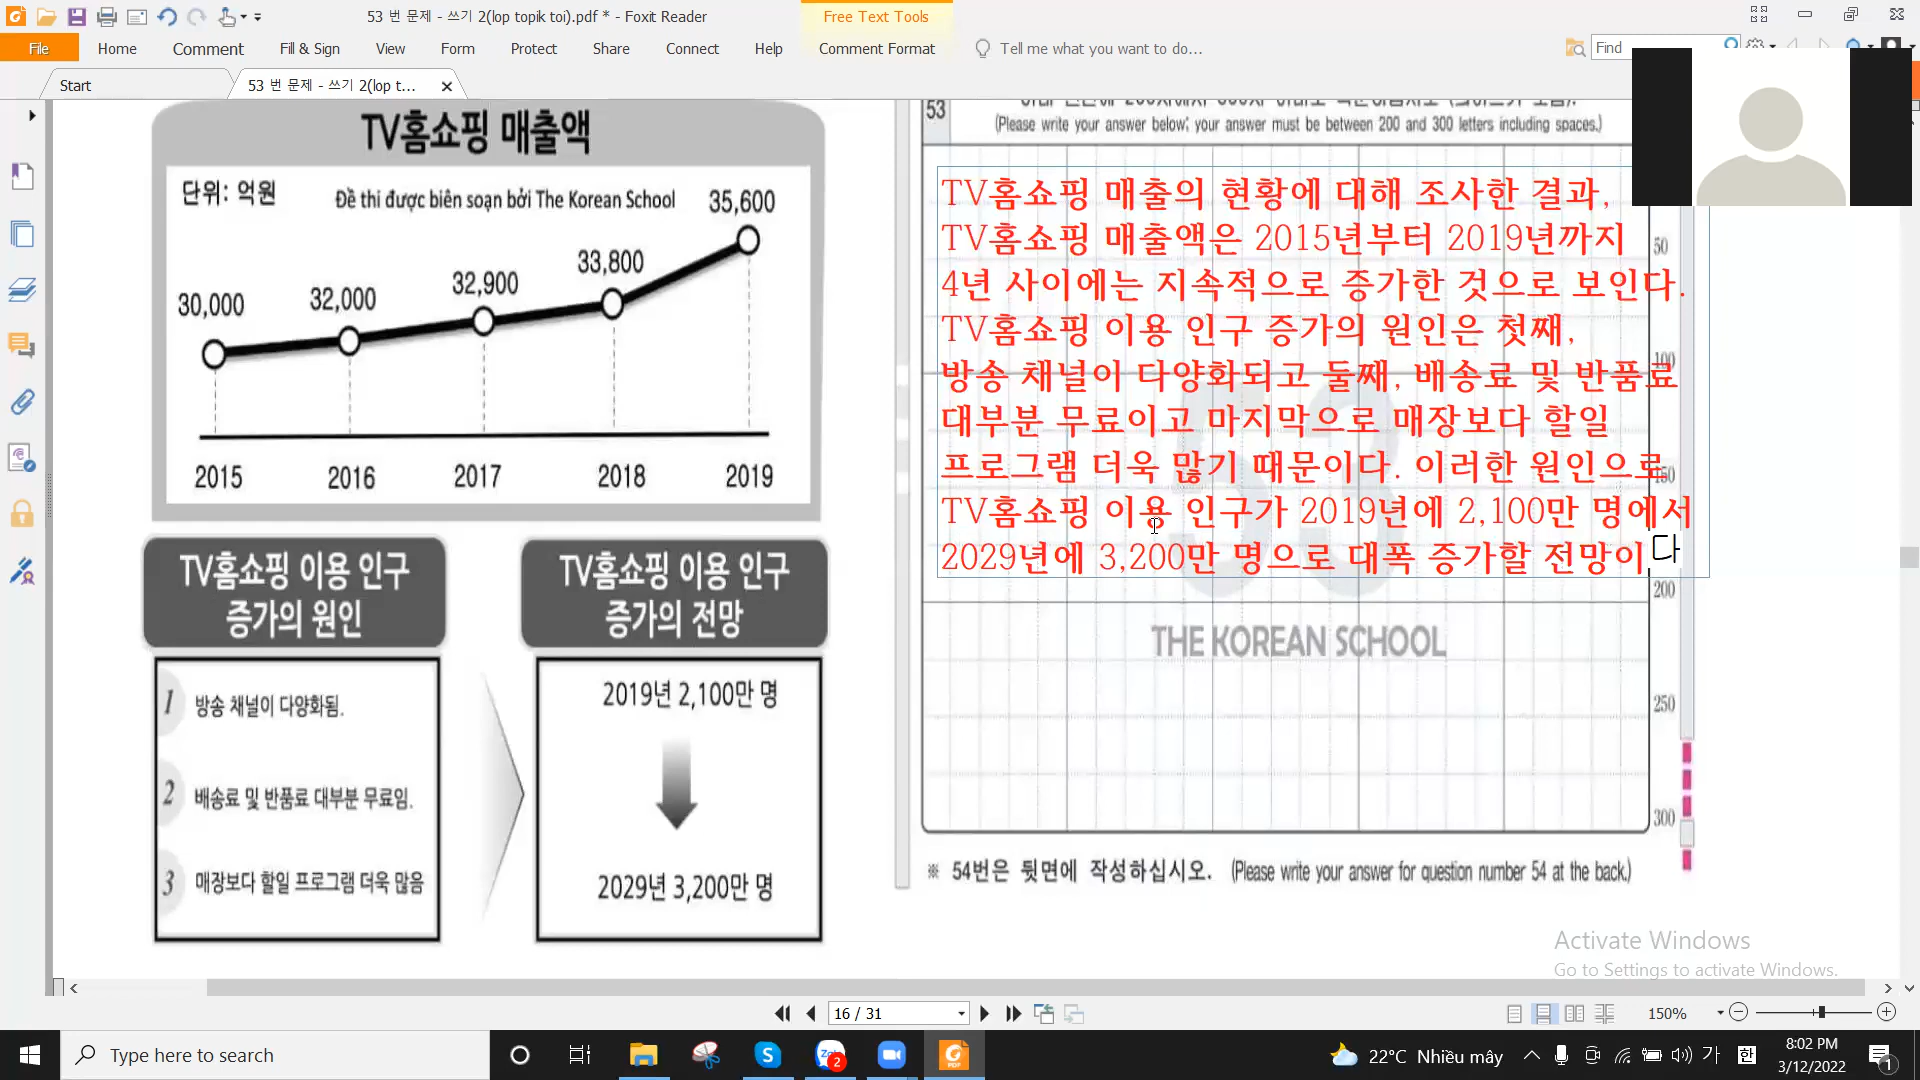 53 번 문제 - 쓰기 2(lop topik toi).pdf * - Foxit Reader
Free Text Tools
File
Home
Comment
Fill & Sign
View
Form
Protect
Share
Connect
Help
Comment Format
Tell me what you want to do...
Find
Start
53 번 문제 - 쓰기 2(lop t...
TV홈쇼핑 매출액
단위: 억원
Đề thi được biên soạn bởi The Korean School
35,600
33,800
32,900
32,000
30,000
2015
2016
2017
2018
2019
TV홈쇼핑 이용 인구
증가의 원인
TV홈쇼핑 이용 인구
증가의 전망
1 방송 채널이 다양화됨.
2 배송료 및 반품료 대부분 무료임.
3 매장보다 할일 프로그램 더욱 많음
2019년 2,100만 명
2029년 3,200만 명
53
(Please write your answer below; your answer must be between 200 and 300 letters including spaces.)
TV홈쇼핑 매출의 현황에 대해 조사한 결과,
TV홈쇼핑 매출액은 2015년부터 2019년까지
4년 사이에는 지속적으로 증가한 것으로 보인다.
TV홈쇼핑 이용 인구 증가의 원인은 첫째,
방송 채널이 다양화되고 둘째, 배송료 및 반품료
대부분 무료이고 마지막으로 매장보다 할일
프로그램 더욱 많기 때문이다. 이러한 원인으로
TV홈쇼핑 이용 인구가 2019년에 2,100만 명에서
2029년에 3,200만 명으로 대폭 증가할 전망이다
50
100
150
200
250
300
53
THE KOREAN SCHOOL
※ 54번은 뒷면에 작성하십시오. (Please write your answer for question number 54 at the back.)
Activate Windows
Go to Settings to activate Windows.
16 / 31
150%
Type here to search
2
22°C Nhiều mây
가
한
8:02 PM
3/12/2022
1